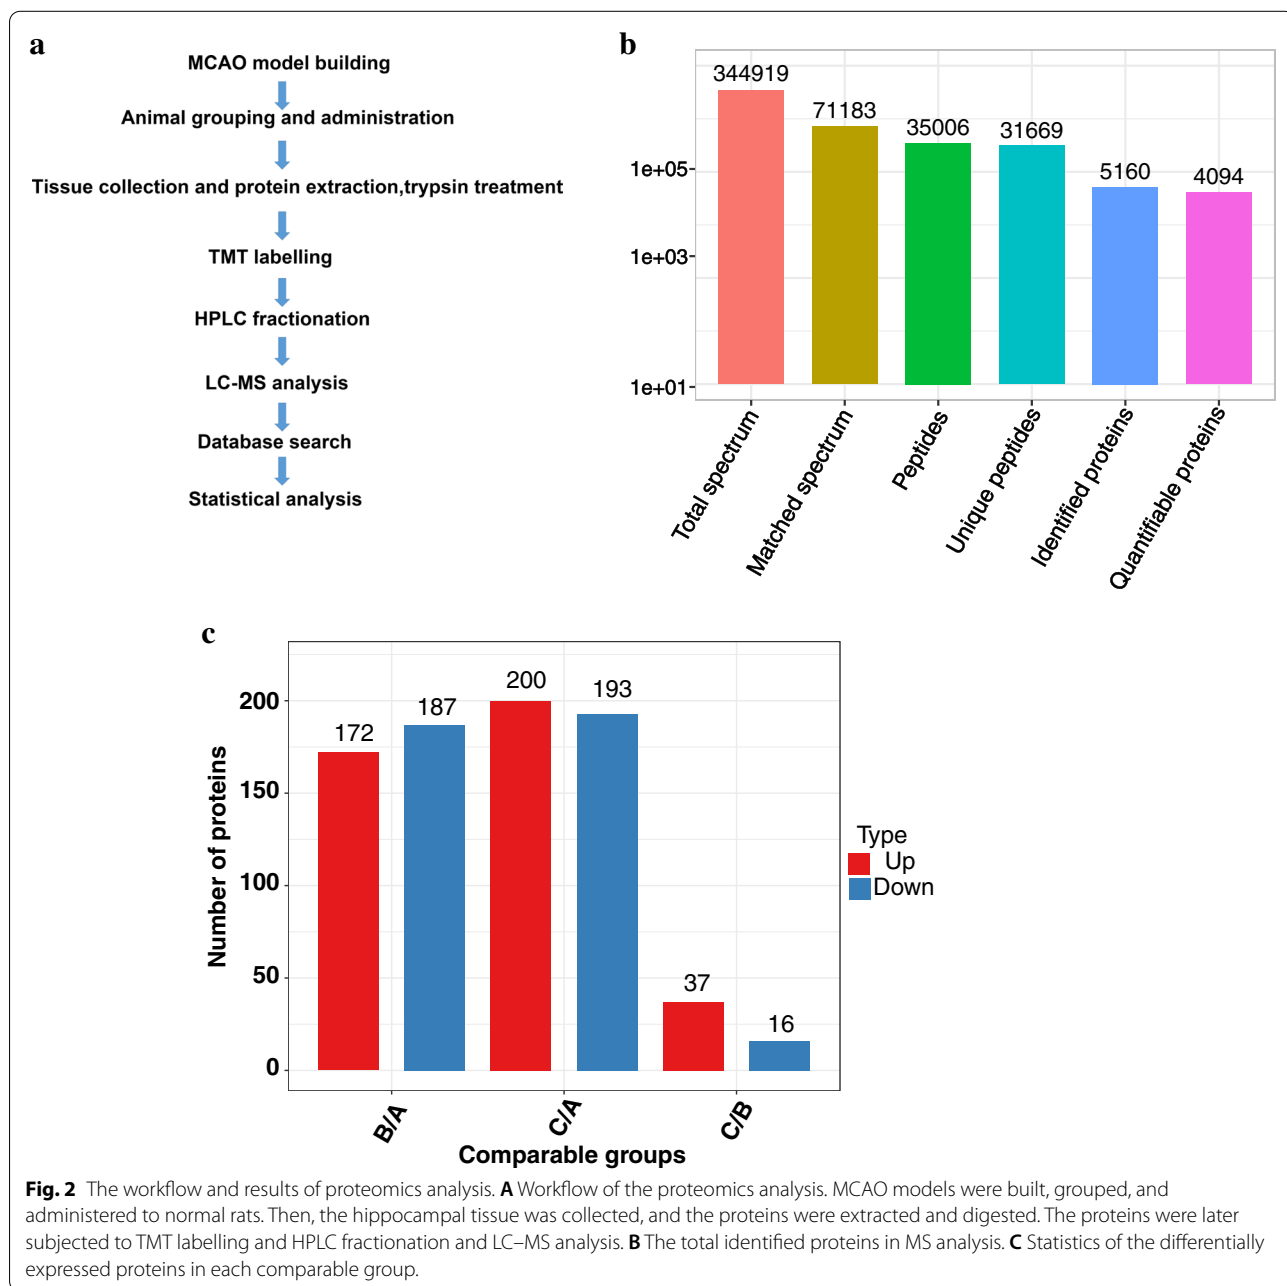 a
MCAO model building
Animal grouping and administration
Tissue collection and protein extraction,trypsin treatment
TMT labelling
HPLC fractionation
LC-MS analysis
Database search
Statistical analysis
b
344919
71183
35006
31669
5160
4094
1e+05
1e+03
1e+01
Total spectrum
Matched spectrum
Peptides
Unique peptides
Identified proteins
Quantifiable proteins
c
Number of proteins
200
150
100
50
0
172
187
200
193
37
16
Type
Up
Down
B/A
C/A
C/B
Comparable groups
Fig. 2 The workflow and results of proteomics analysis. A Workflow of the proteomics analysis. MCAO models were built, grouped, and
administered to normal rats. Then, the hippocampal tissue was collected, and the proteins were extracted and digested. The proteins were later
subjected to TMT labelling and HPLC fractionation and LC–MS analysis. B The total identified proteins in MS analysis. C Statistics of the differentially
expressed proteins in each comparable group.